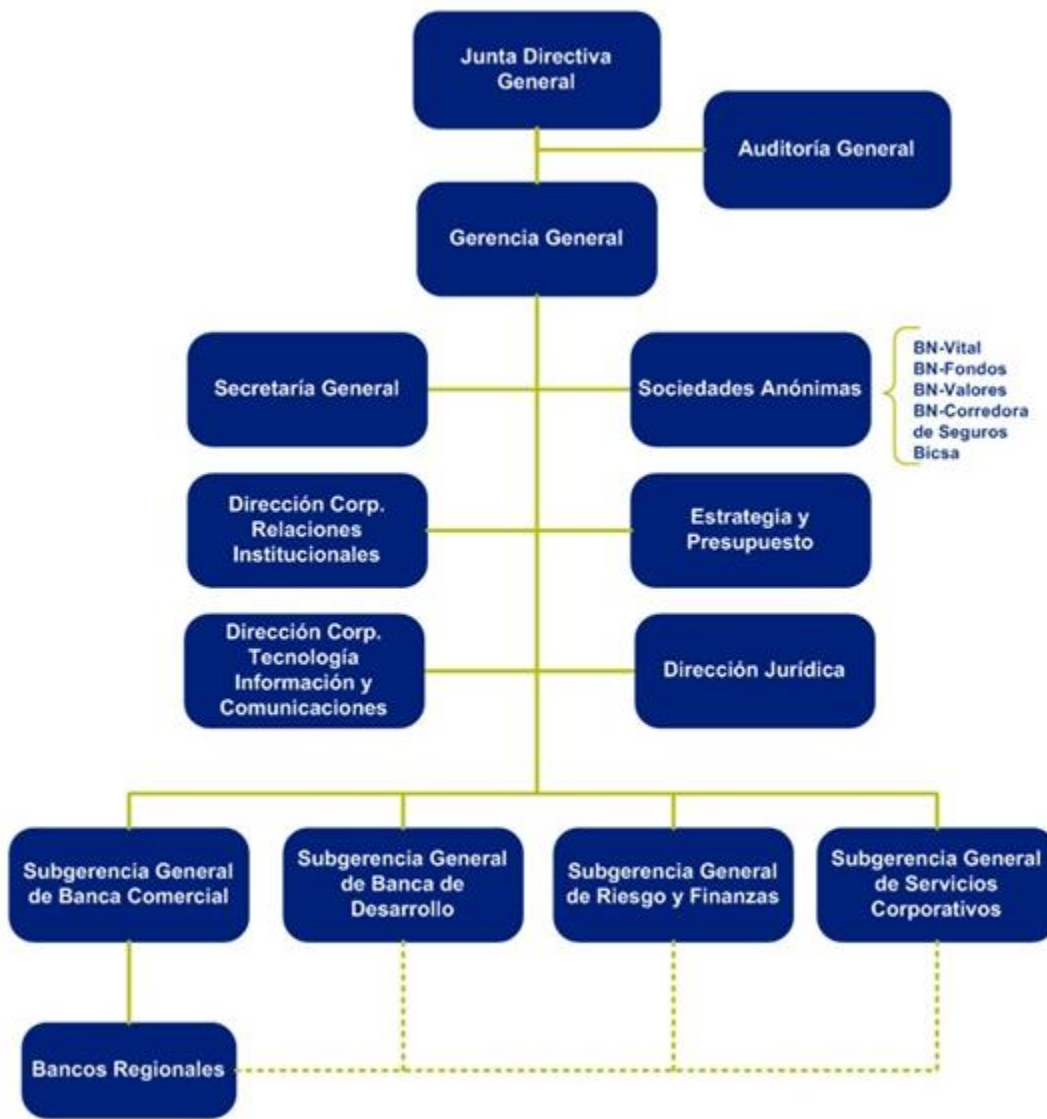 Junta Directiva
General
Auditoría General
Gerencia General
Secretaría General
Sociedades Anónimas
BN-Vital
BN-Fondos
BN-Valores
BN-Corredora
de Seguros
Bicsa
Dirección Corp.
Relaciones
Institucionales
Estrategia y
Presupuesto
Dirección Corp.
Tecnología
Información y
Comunicaciones
Dirección Jurídica
Subgerencia General
de Banca Comercial
Subgerencia General
de Banca de
Desarrollo
Subgerencia General
de Riesgo y Finanzas
Subgerencia General
de Servicios
Corporativos
Bancos Regionales